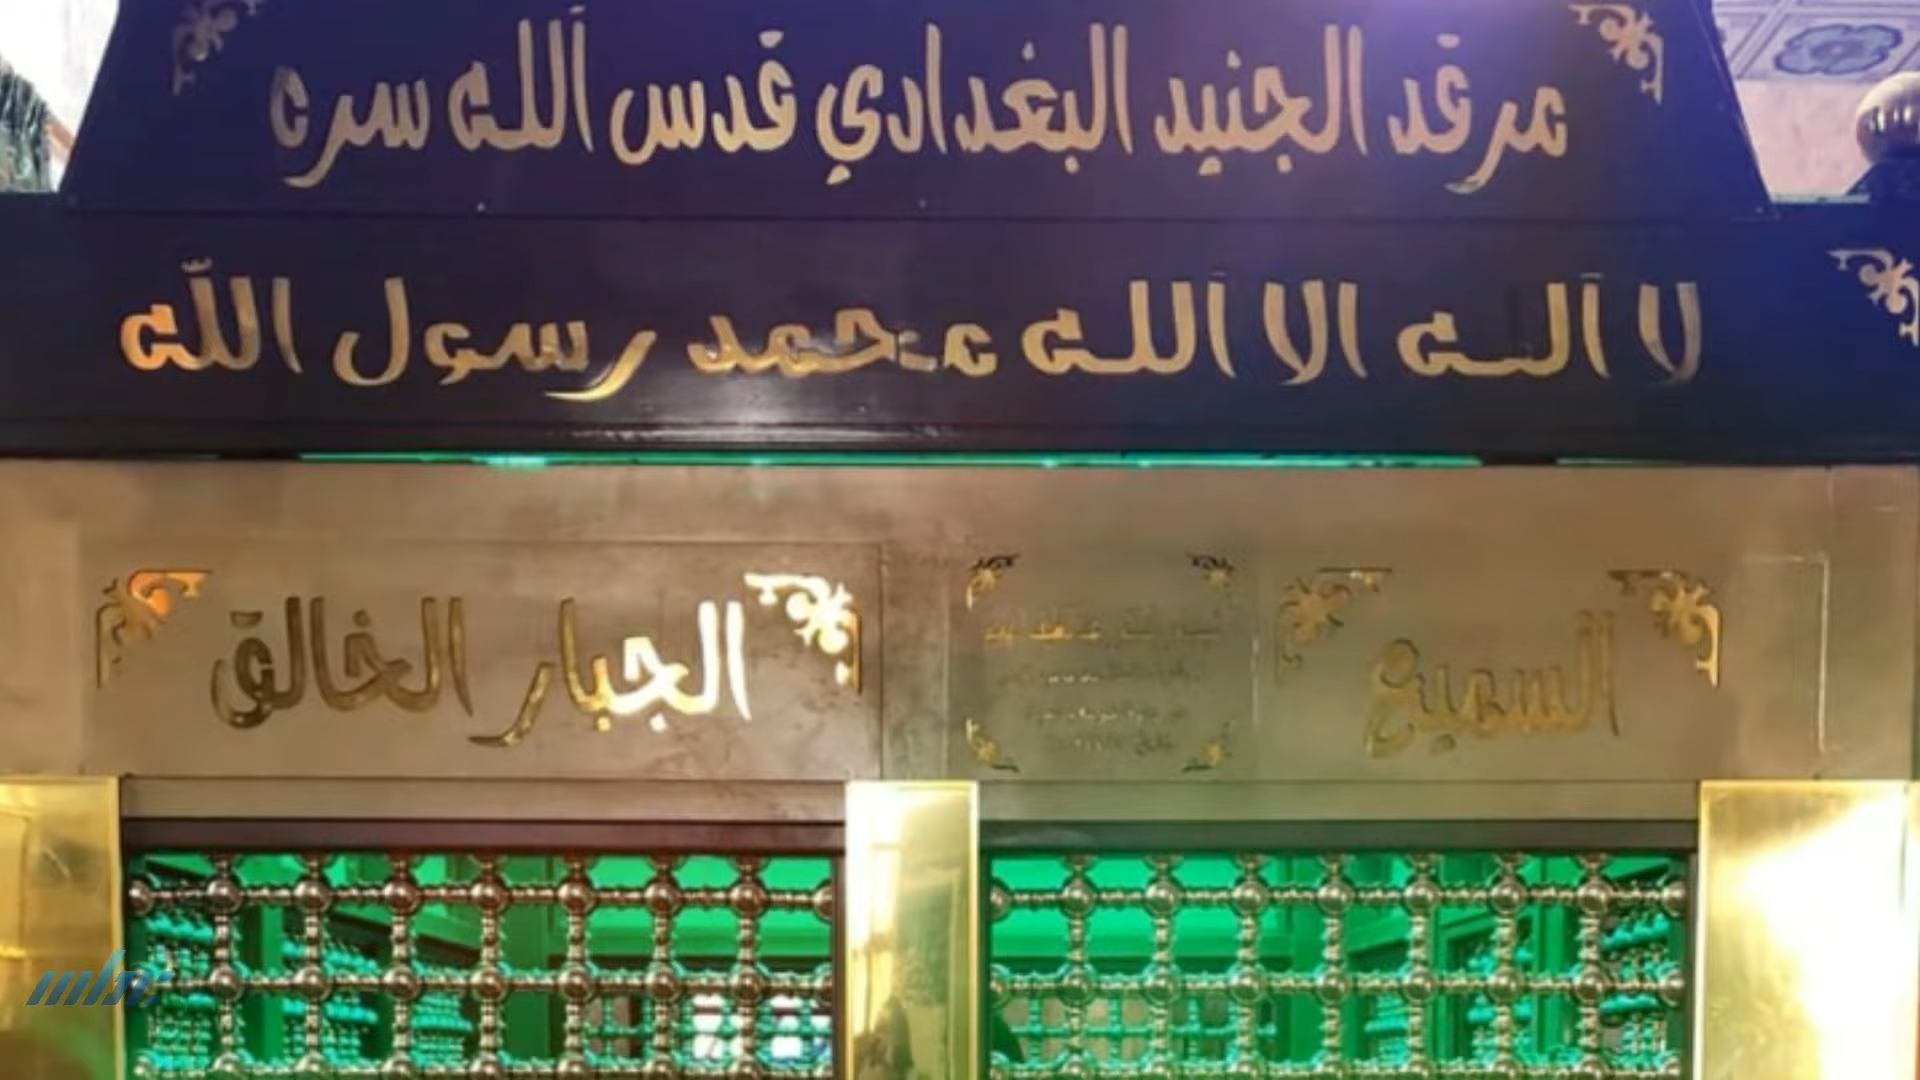 مرقد الجنيد البغدادي قدس الله سره
لا اله الا الله محمد رسول الله
الجبار الخالق
السميع